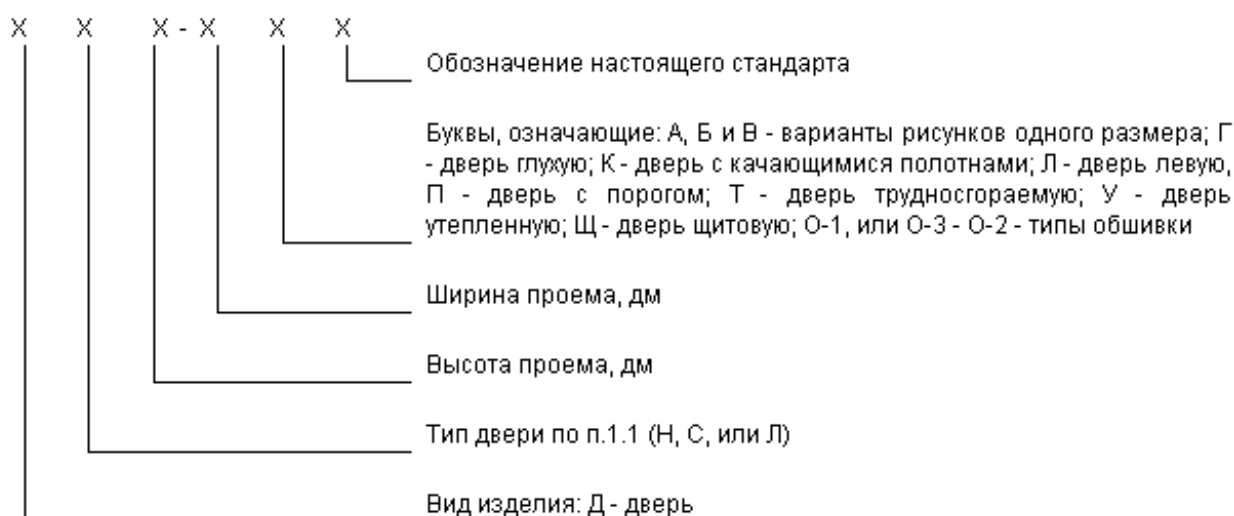 Х Х Х - Х Х Х
Обозначение настоящего стандарта
Буквы, означающие: А, Б и В - варианты рисунков одного размера; Г
- дверь глухую; К - дверь с качающимися полотнами; Л - дверь левую,
П - дверь с порогом; Т - дверь трудносгораемую; У - дверь
утепленную; Щ - дверь щитовую; О-1, или О-3 - О-2 - типы обшивки
Ширина проема, дм
Высота проема, дм
Тип двери по п.1.1 (Н, С, или Л)
Вид изделия: Д - дверь